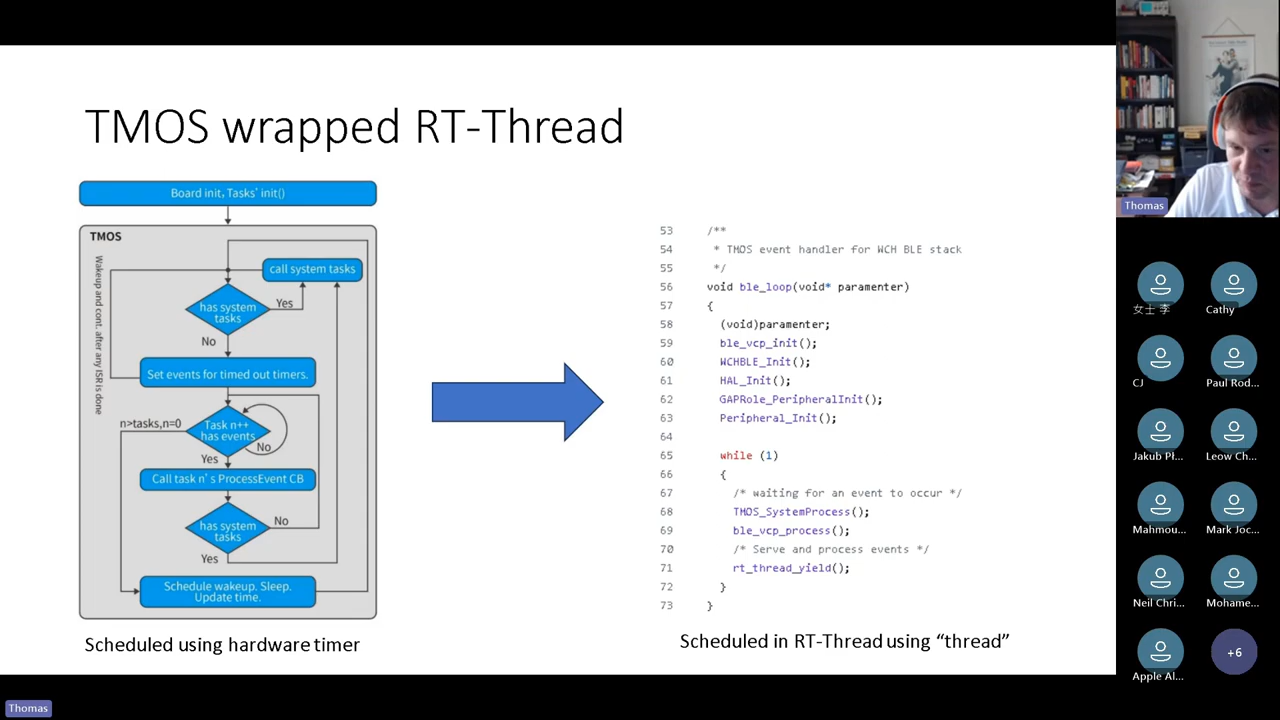 TMOS wrapped RT-Thread
Board init, Tasks' init()
TMOS
Wakeup and cont. after any ISR is done
call system tasks
has system
tasks
Yes
No
Set events for timed out timers.
n>tasks,n=0
Task n++
has events
No
Yes
Call task n's ProcessEvent CB
has system
tasks
No
Yes
Schedule wakeup. Sleep.
Update time.
Scheduled using hardware timer
53 /**
54 * TMOS event handler for WCH BLE stack
55 */
56 void ble_loop(void* paramenter)
57 {
58 (void)paramenter;
59 ble_vcp_init();
60 WCHBLE_Init();
61 HAL_Init();
62 GAPRole_PeripheralInit();
63 Peripheral_Init();
64
65 while (1)
66 {
67 /* waiting for an event to occur */
68 TMOS_SystemProcess();
69 ble_vcp_process();
70 /* Serve and process events */
71 rt_thread_yield();
72 }
73 }
Scheduled in RT-Thread using “thread”
Thomas
女士 李
Cathy
CJ
Paul Rod...
Jakub Pł...
Leow Ch...
Mahmou...
Mark Joc...
Neil Chri...
Mohame...
Apple Al...
+6
Thomas